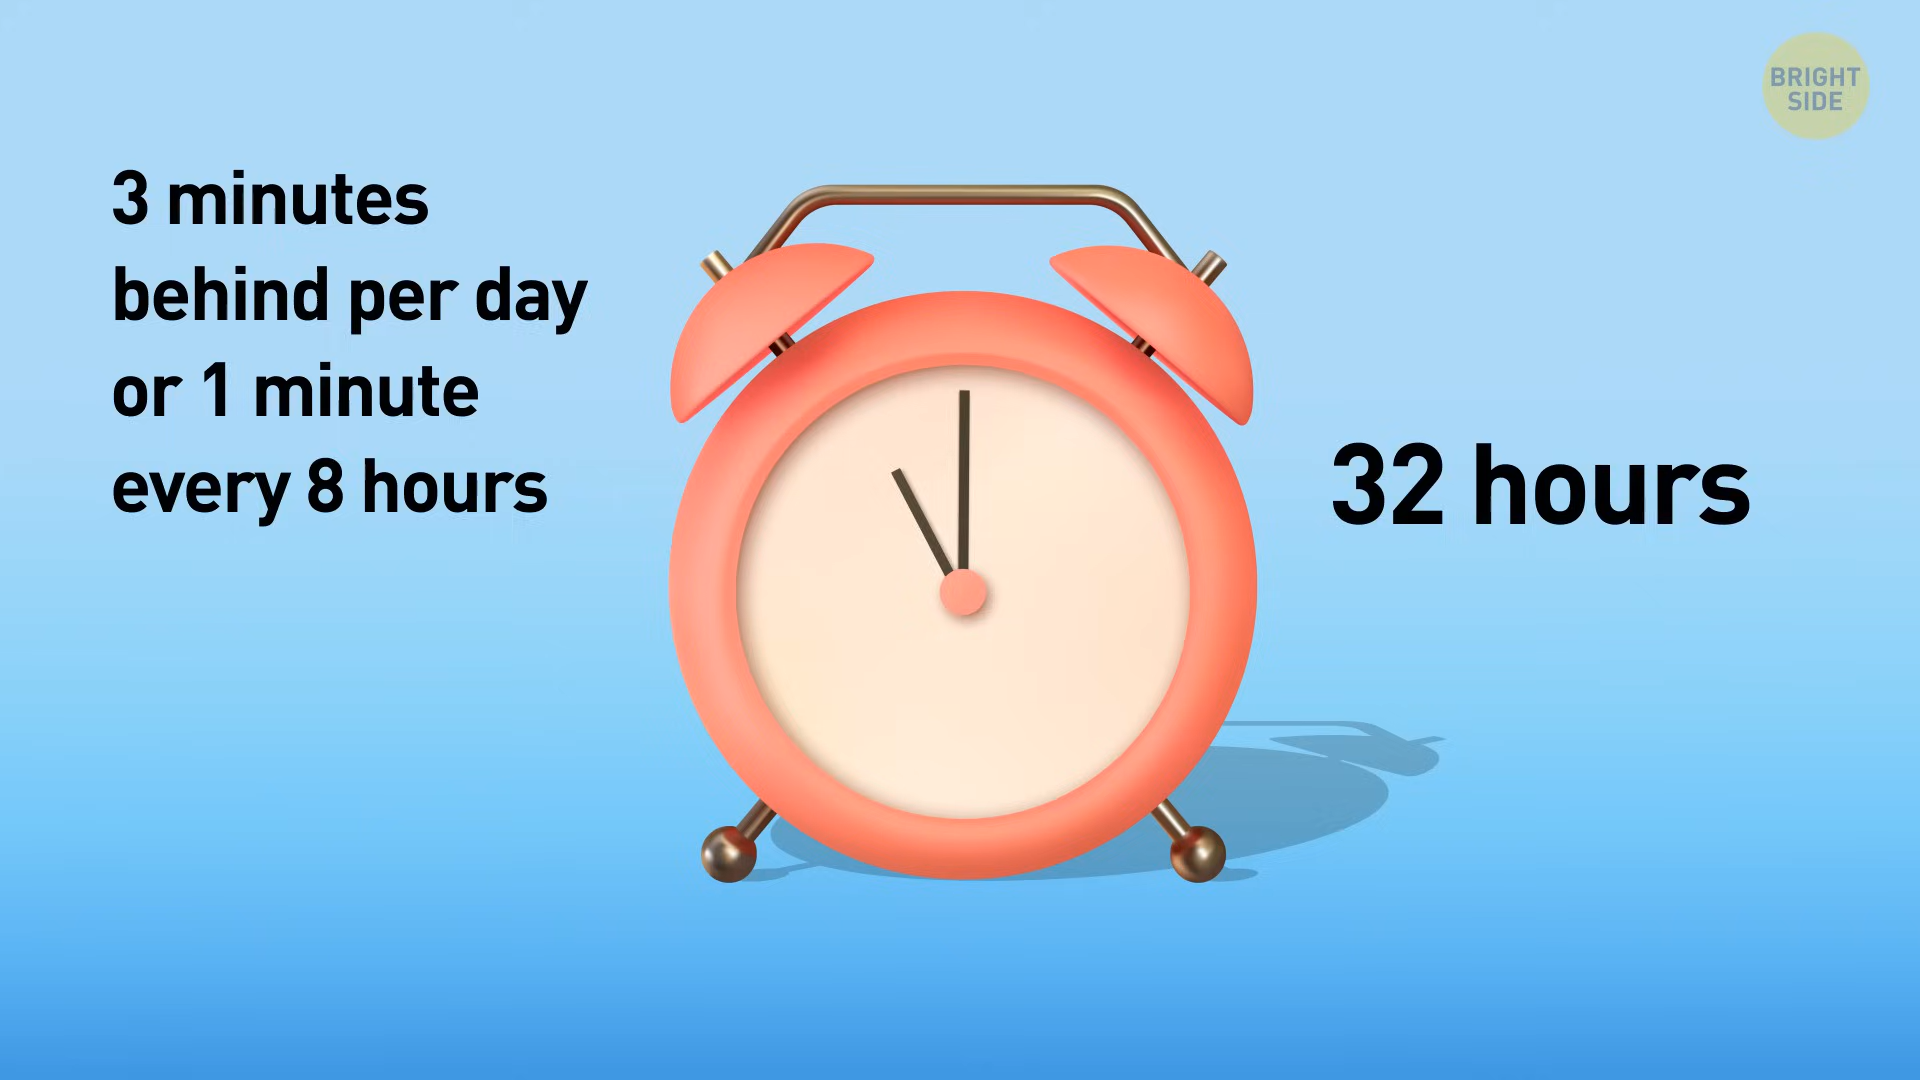 3 minutes
behind per day
or 1 minute
every 8 hours
32 hours
BRIGHT
SIDE